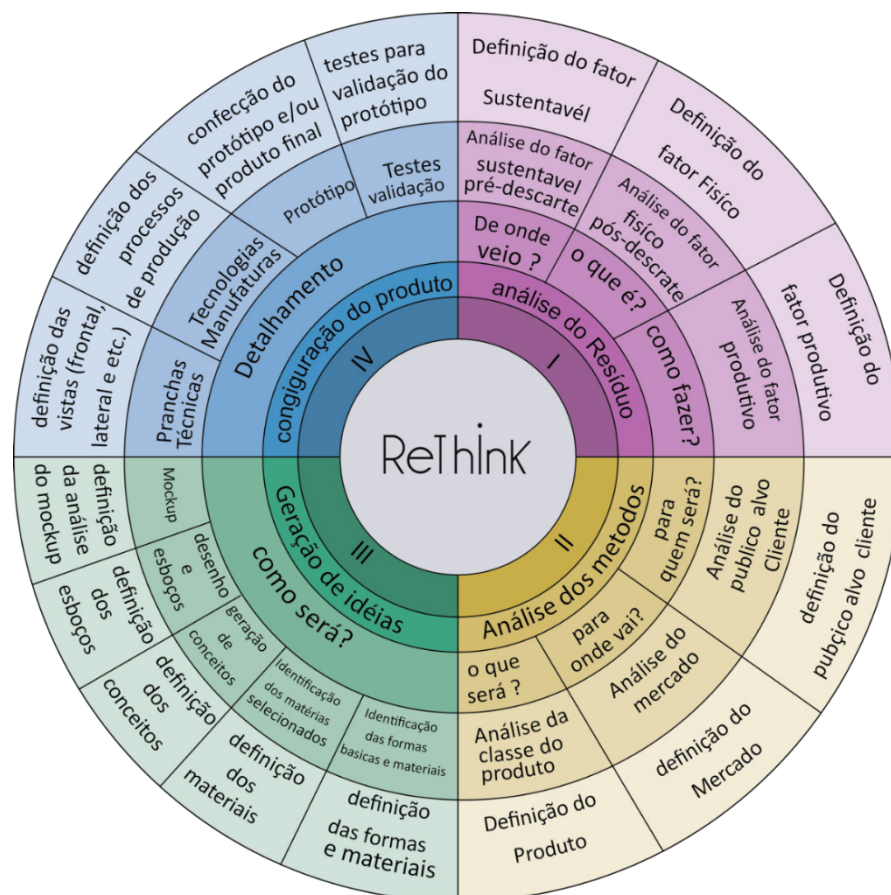 ReThink
I
análise do Resíduo
De onde
veio ?
o que é?
como fazer?
Análise do fator
sustentavel
pré-descarte
Análise do fator
físico
pós-descrate
Análise do fator
produtivo
Definição do fator
Sustentavél
Definição do
fator Fisíco
Definição do
fator produtivo
II
Análise dos metodos
para
quem será?
para
onde vai?
o que
será ?
Análise do
publico alvo
Cliente
Análise do
mercado
Análise da
classe do
produto
definição do
pubçico alvo cliente
definição do
Mercado
Definição do
Produto
III
Geração de idéias
como será?
Identificação
das formas
basicas e materiais
Identificação
dos matérias
selecionados
geração
de
conceitos
desenho
e
esboços
Mockup
definição
das formas
e materiais
definição
dos
materiais
definição
dos
conceitos
definição
dos
esboços
definição
da análise
do mockup
IV
congiguração do produto
Detalhamento
Pranchas
Técnicas
Tecnologias
Manufaturas
Protótipo
Testes
validação
definição das
vistas (frontal,
lateral e etc.)
definição dos
processos
de produção
confecção do
protótipo e/ou
produto final
testes para
validação do
protótipo